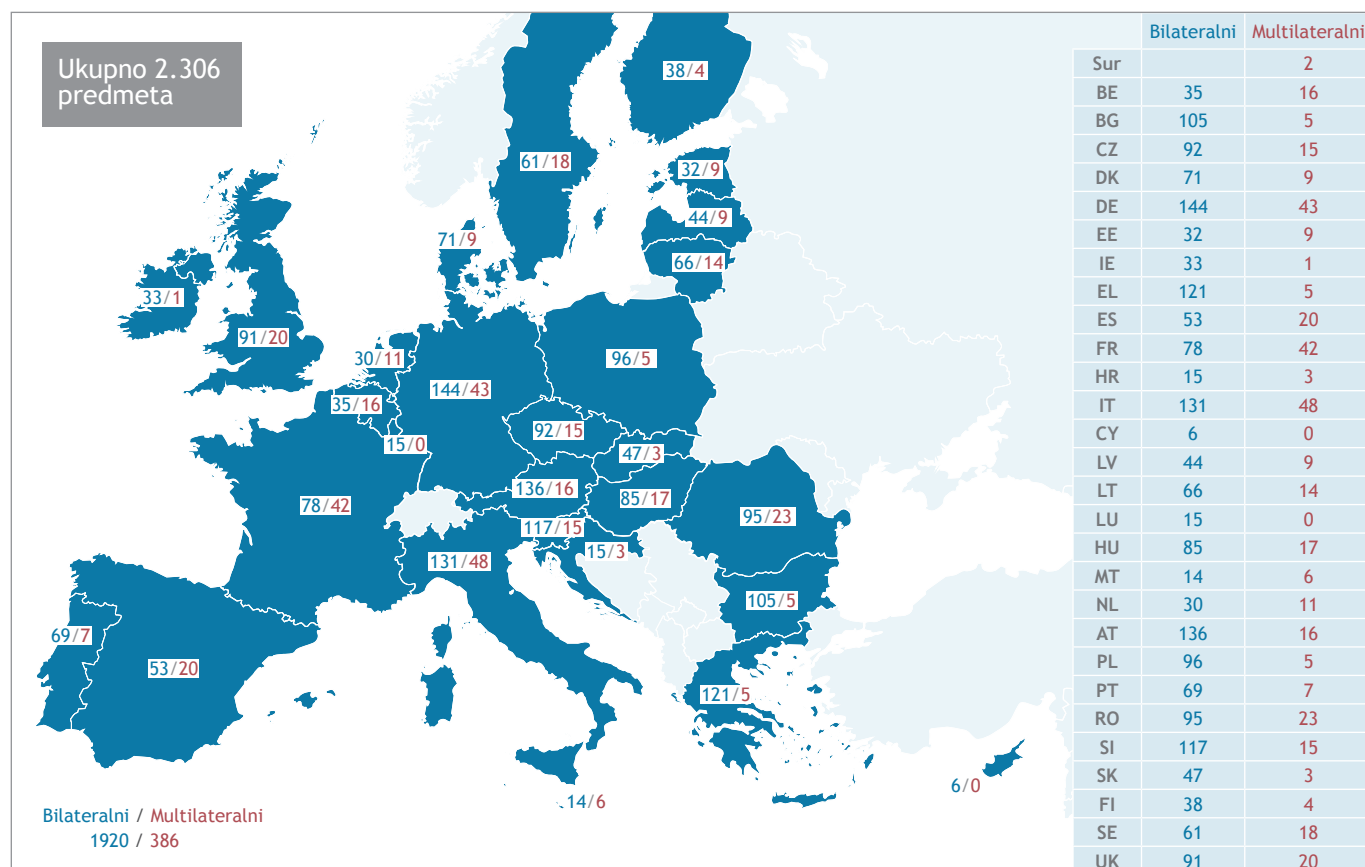 Ukupno 2.306
predmeta
38/4
61/18
32/9
44/9
71/9
66/14
33/1
91/20
30/11
96/5
144/43
35/16
92/15
15/0
47/3
136/16
85/17
78/42
95/23
117/15
15/3
131/48
105/5
69/7
53/20
121/5
6/0
14/6
Bilateralni / Multilateralni
1920 / 386
Bilateralni Multilateralni
Sur 2
BE 35 16
BG 105 5
CZ 92 15
DK 71 9
DE 144 43
EE 32 9
IE 33 1
EL 121 5
ES 53 20
FR 78 42
HR 15 3
IT 131 48
CY 6 0
LV 44 9
LT 66 14
LU 15 0
HU 85 17
MT 14 6
NL 30 11
AT 136 16
PL 96 5
PT 69 7
RO 95 23
SI 117 15
SK 47 3
FI 38 4
SE 61 18
UK 91 20